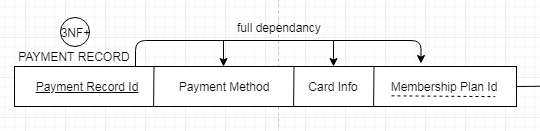 3NF+
full dependancy
PAYMENT RECORD
Payment Record Id Payment Method Card Info Membership Plan Id